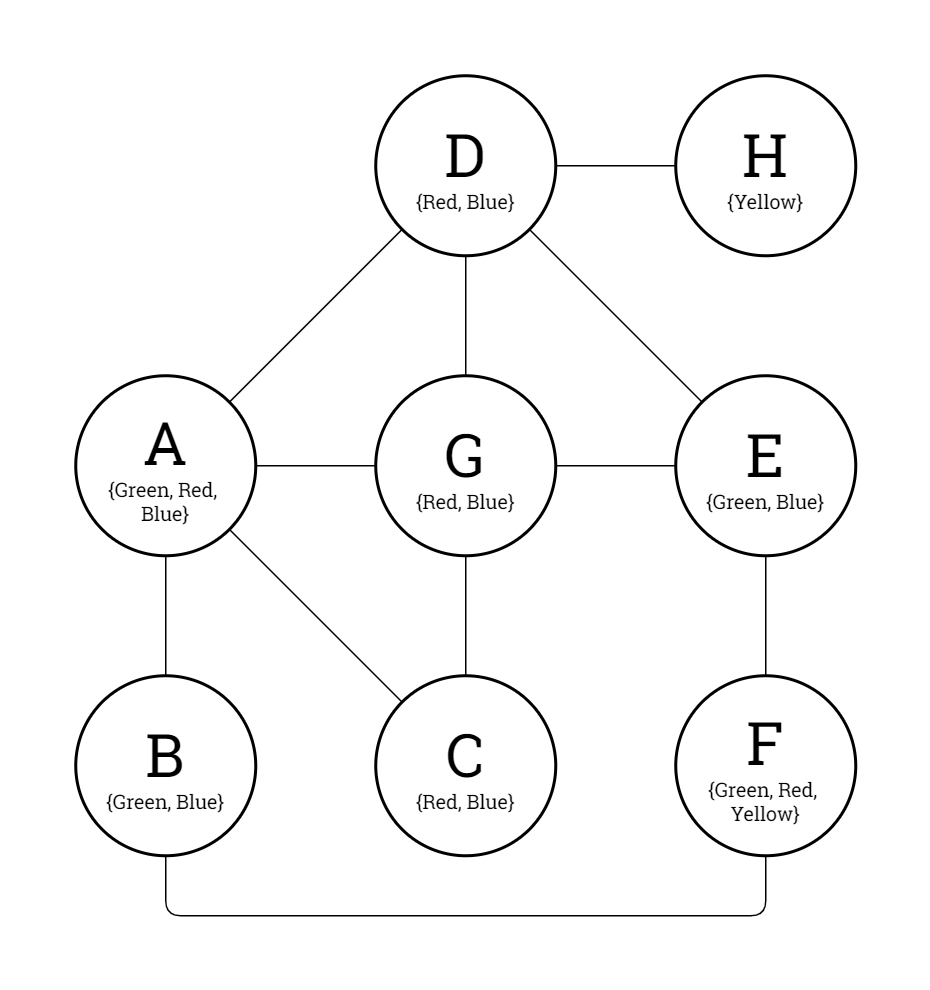 D
{Red, Blue}
H
{Yellow}
A
{Green, Red,
Blue}
G
{Red, Blue}
E
{Green, Blue}
B
{Green, Blue}
C
{Red, Blue}
F
{Green, Red,
Yellow}